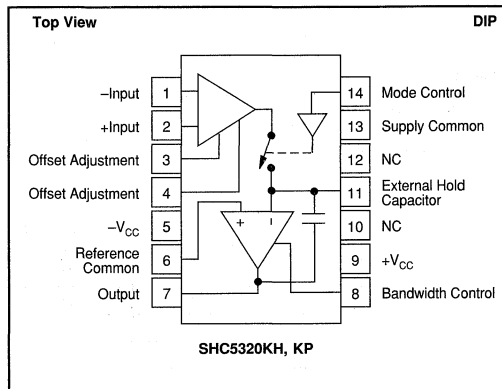 Top View
DIP
–Input 1
+Input 2
Offset Adjustment 3
Offset Adjustment 4
–VCC 5
Reference
Common 6
Output 7
14 Mode Control
13 Supply Common
12 NC
11 External Hold
Capacitor
10 NC
9 +VCC
8 Bandwidth Control
+ –
SHC5320KH, KP